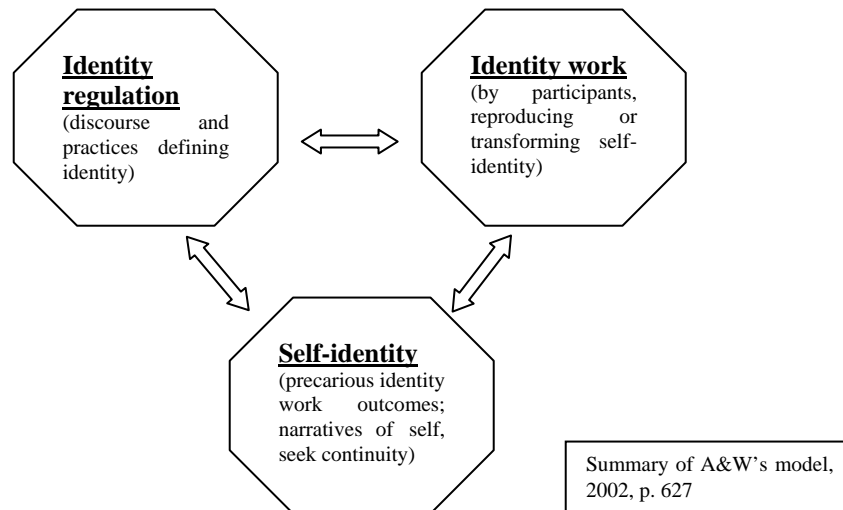 Identity
regulation
(discourse and
practices defining
identity)
Identity work
(by participants,
reproducing or
transforming self-
identity)
Self-identity
(precarious identity
work outcomes;
narratives of self,
seek continuity)
Summary of A&W’s model,
2002, p. 627